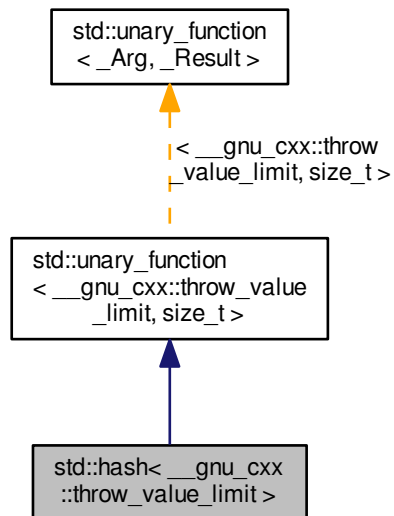 std::unary_function
< _Arg, _Result >
< __gnu_cxx::throw
_value_limit, size_t >
std::unary_function
< __gnu_cxx::throw_value
_limit, size_t >
std::hash< __gnu_cxx
::throw_value_limit >